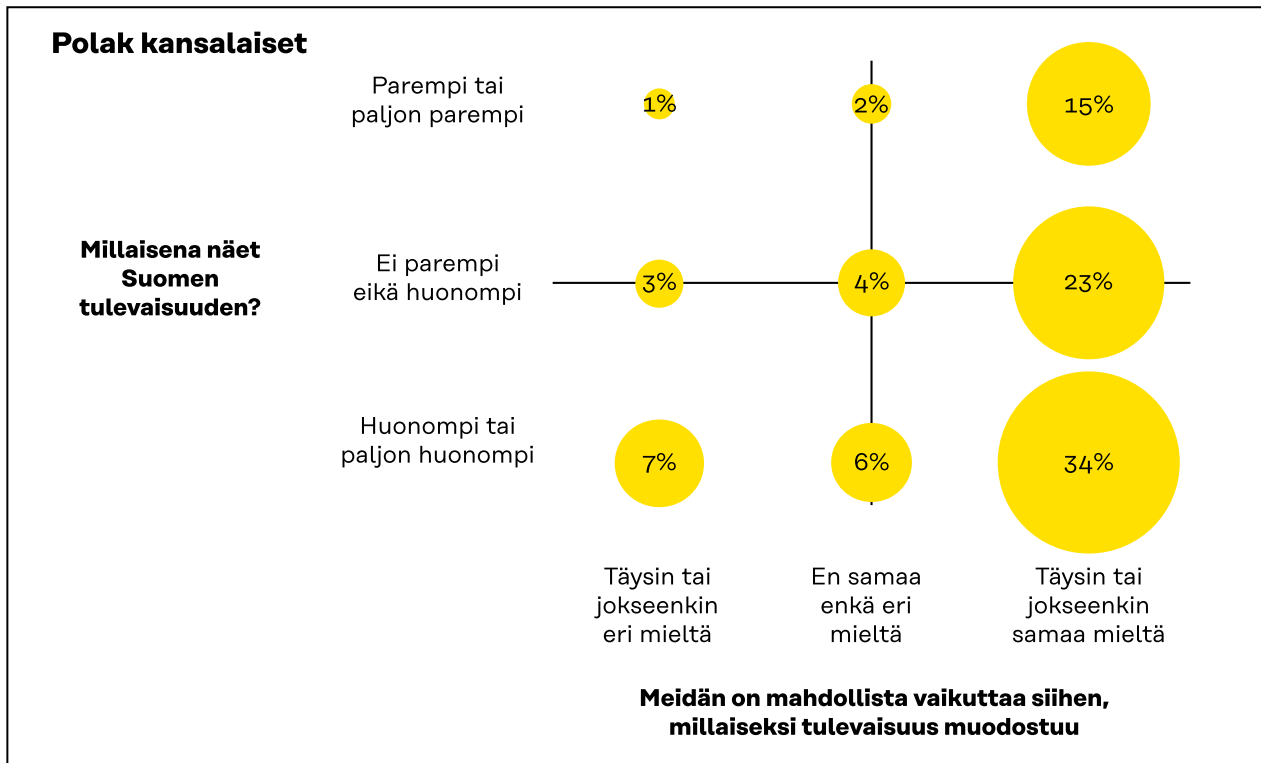 Polak kansalaiset
Parempi tai
paljon parempi
1%
2%
15%
Millaisena näet
Suomen
tulevaisuuden?
Ei parempi
eikä huonompi
3%
4%
23%
Huonompi tai
paljon huonompi
7%
6%
34%
Täysin tai
jokseenkin
eri mieltä
En samaa
enkä eri
mieltä
Täysin tai
jokseenkin
samaa mieltä
Meidän on mahdollista vaikuttaa siihen,
millaiseksi tulevaisuus muodostuu